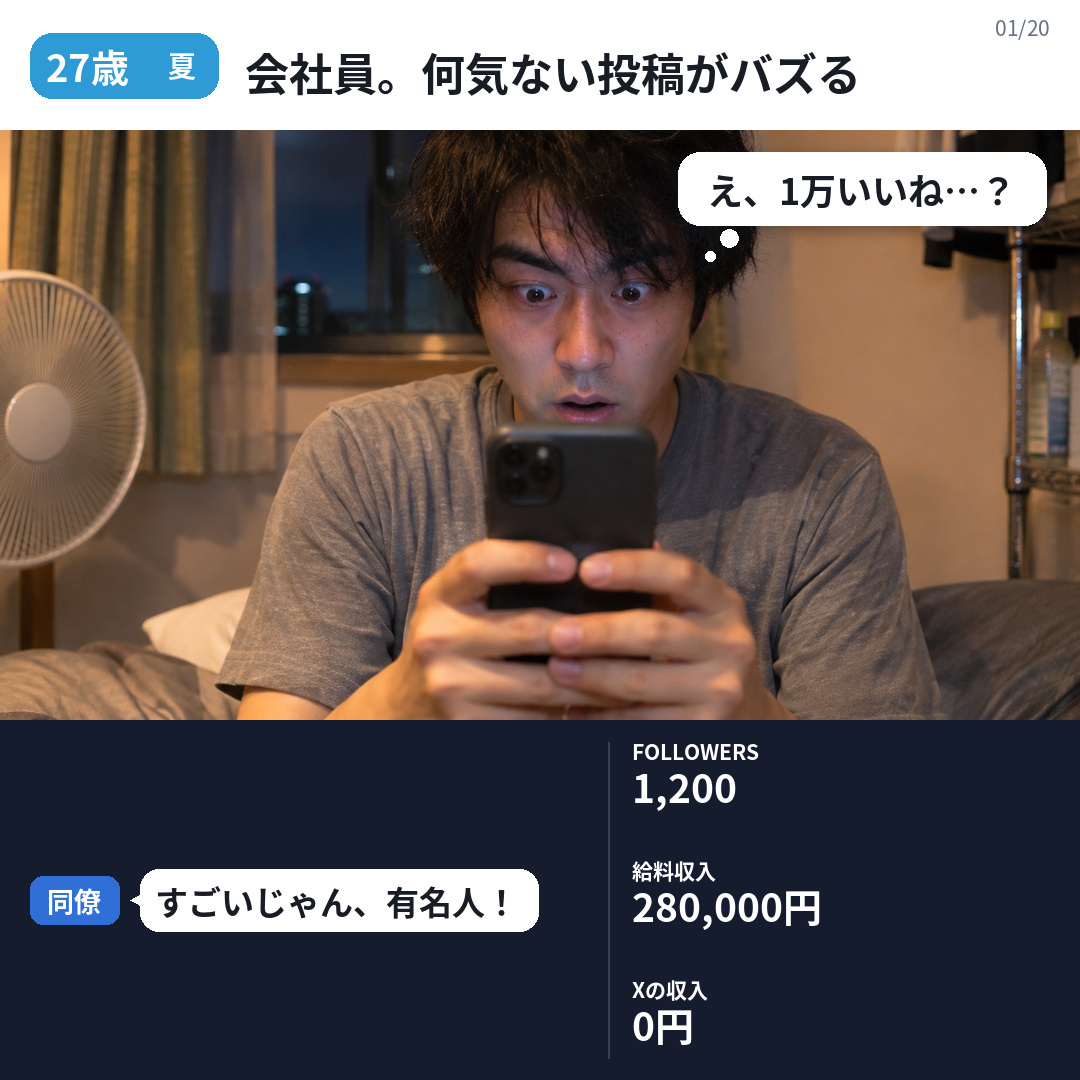 01/20
27歳 夏
会社員。何気ない投稿がバズる
え、1万いいね…？
同僚
すごいじゃん、有名人！
FOLLOWERS
1,200
給料収入
280,000円
Xの収入
0円